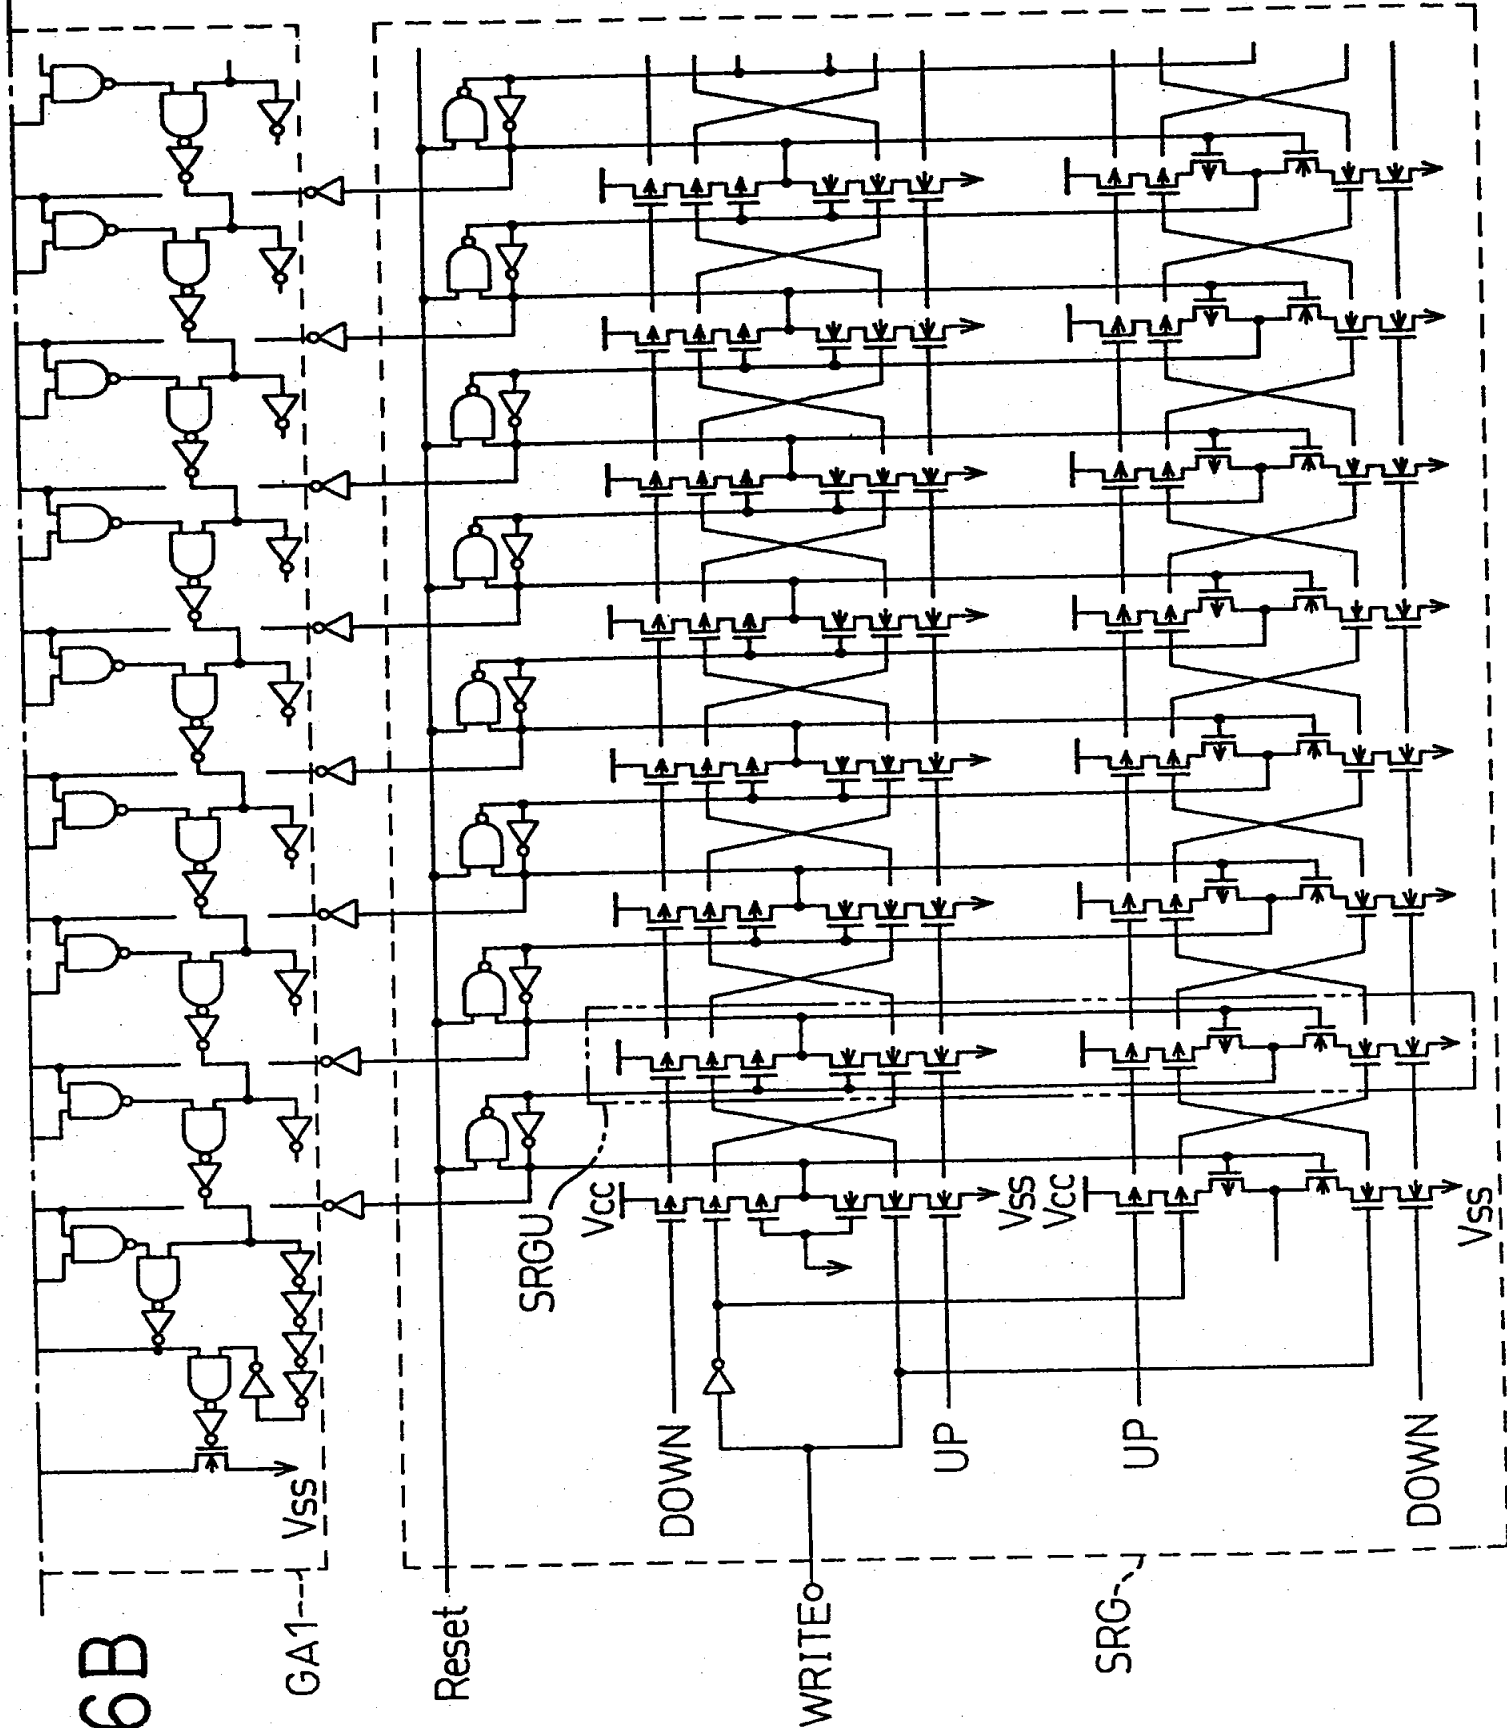 6B
GA1
Vss
Reset
SRGU
Vcc
DOWN
WRITE
UP
Vss
Vcc
UP
SRG
DOWN
Vss